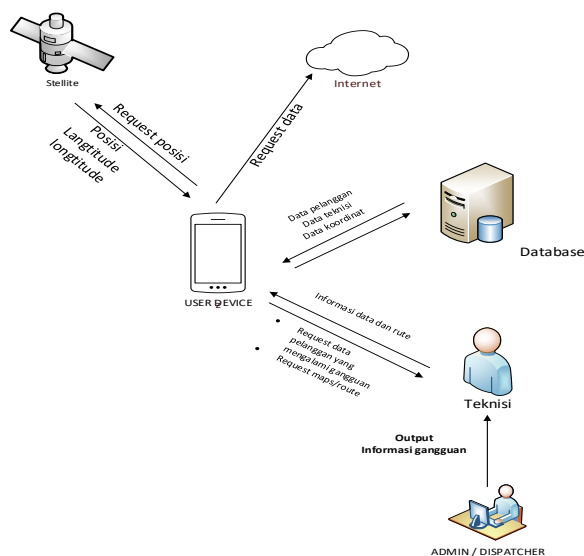 Stellite
Internet
Request posisi
Posisi
Langtitude
longtitude
Request data
Data pelanggan
Data teknisi
Data koordinat
Database
USER DEVICE
Informasi data dan rute
• Request data
pelanggan yang
mengalami gangguan
• Request maps/route
Teknisi
Output
Informasi gangguan
ADMIN / DISPATCHER